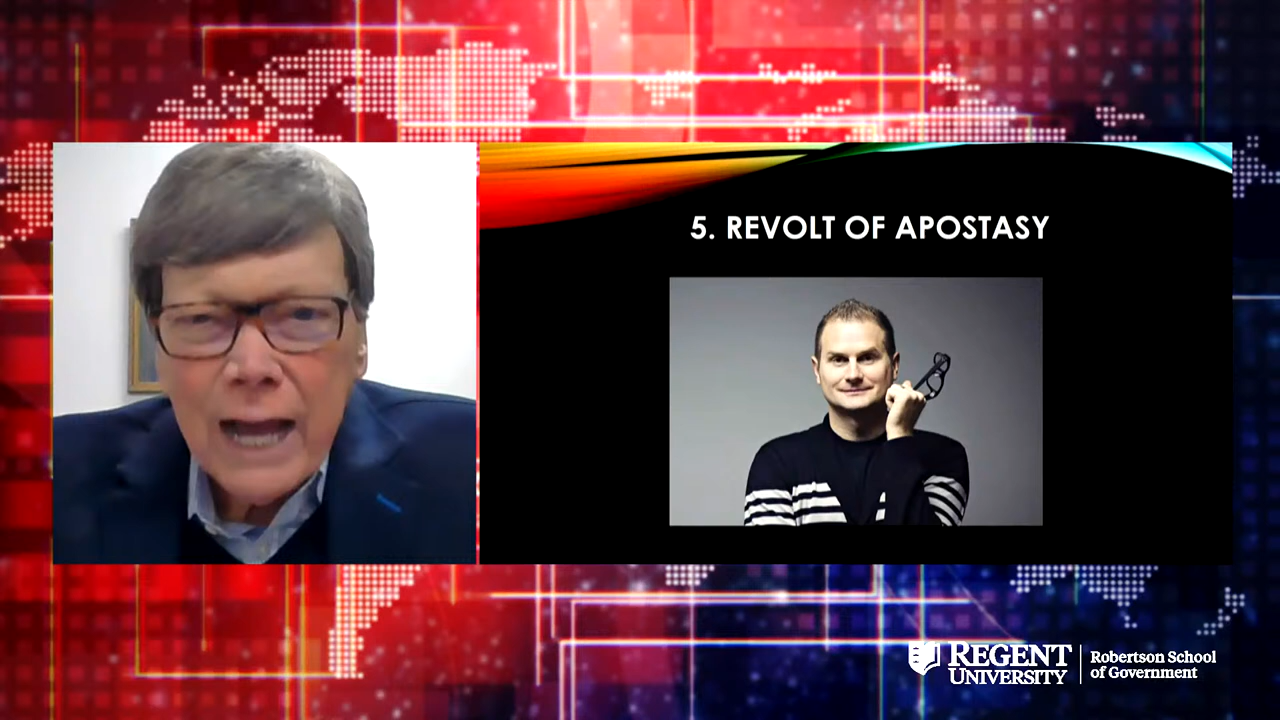 5. REVOLT OF APOSTASY
REGENT
UNIVERSITY
Robertson School
of Government